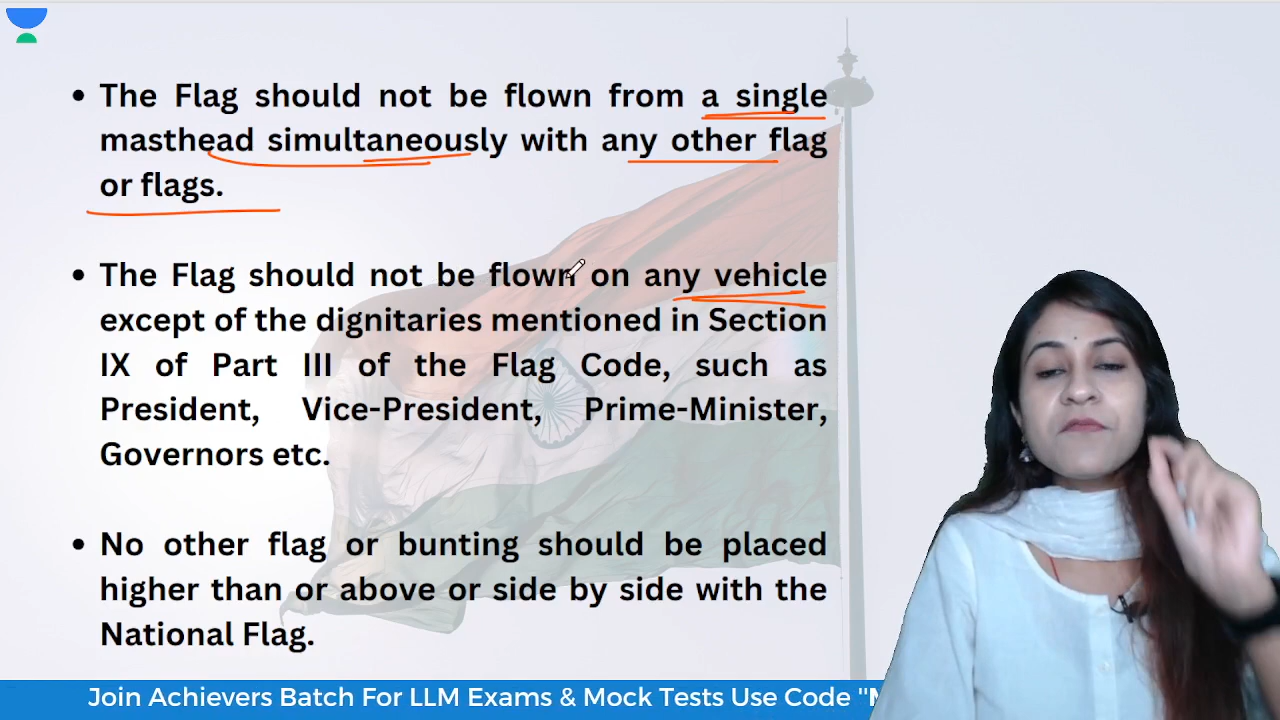 • The Flag should not be flown from a single
masthead simultaneously with any other flag
or flags.
• The Flag should not be flown on any vehicle
except of the dignitaries mentioned in Section
IX of Part III of the Flag Code, such as
President, Vice-President, Prime-Minister,
Governors etc.
• No other flag or bunting should be placed
higher than or above or side by side with the
National Flag.
Join Achievers Batch For LLM Exams & Mock Tests Use Code "M